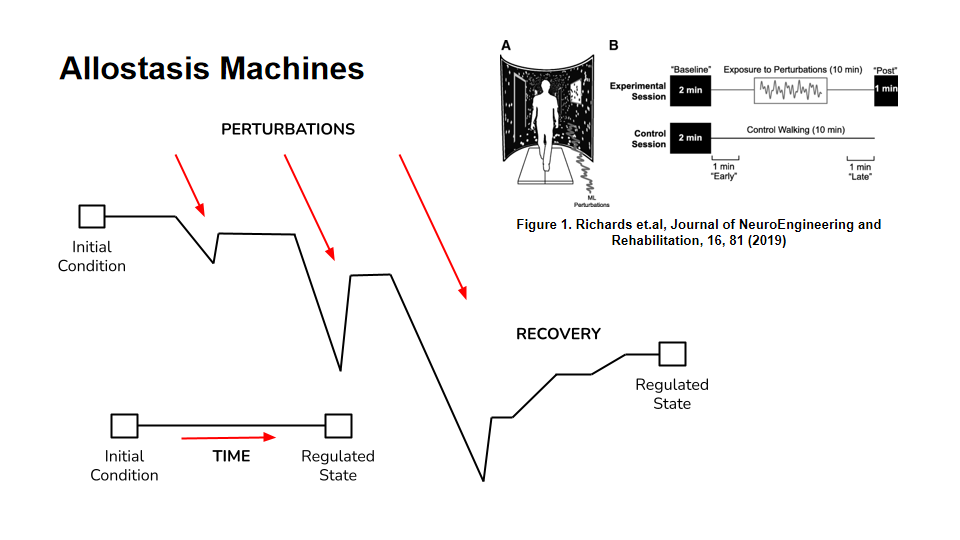 Allostasis Machines
PERTURBATIONS
Initial
Condition
RECOVERY
Regulated
State
Initial
Condition
TIME
Regulated
State
A
ML
Perturbations
B
"Baseline"
Exposure to Perturbations (10 min)
"Post"
Experimental
Session
2 min
1 min
Control
Session
2 min
Control Walking (10 min)
1 min
"Early"
1 min
"Late"
Figure 1. Richards et.al, Journal of NeuroEngineering and
Rehabilitation, 16, 81 (2019)